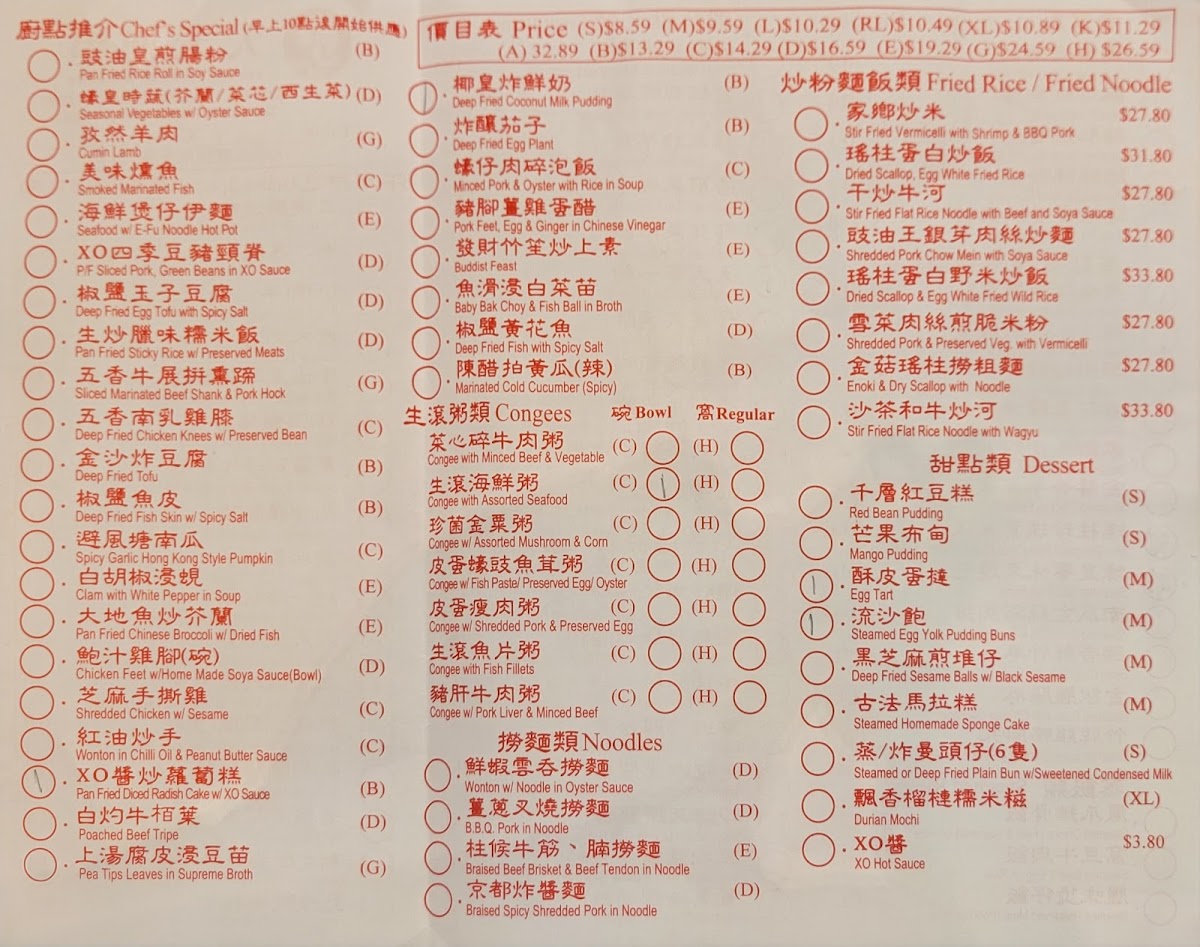 廚點推介 Chef's Special (早上10點後開始供應)
豉油皇煎腸粉 (B)
Pan Fried Rice Roll in Soy Sauce
蠔皇時蔬(芥蘭/菜芯/西生菜) (D)
Seasonal Vegetables w/ Oyster Sauce
孜然羊肉 (G)
Cumin Lamb
美味燻魚 (C)
Smoked Marinated Fish
海鮮煲仔伊麵 (E)
Seafood w/ E-Fu Noodle Hot Pot
XO四季豆豬頸脊 (D)
P/F Sliced Pork, Green Beans in XO Sauce
椒鹽玉子豆腐 (D)
Deep Fried Egg Tofu with Spicy Salt
生炒臘味糯米飯 (D)
Pan Fried Sticky Rice w/ Preserved Meats
五香牛展拼熏蹄 (G)
Sliced Marinated Beef Shank & Pork Hock
五香南乳雞膝 (C)
Deep Fried Chicken Knees w/ Preserved Bean
金沙炸豆腐 (B)
Deep Fried Tofu
椒鹽魚皮 (B)
Deep Fried Fish Skin w/ Spicy Salt
避風塘南瓜 (C)
Spicy Garlic Hong Kong Style Pumpkin
白胡椒浸蜆 (E)
Clam with White Pepper in Soup
大地魚炒芥蘭 (E)
Pan Fried Chinese Broccoli w/ Dried Fish
鮑汁雞腳(碗) (D)
Chicken Feet w/Home Made Soya Sauce(Bowl)
芝麻手撕雞 (C)
Shredded Chicken w/ Sesame
紅油炒手 (C)
Wonton in Chilli Oil & Peanut Butter Sauce
XO醬炒蘿蔔糕 (B)
Pan Fried Diced Radish Cake w/ XO Sauce
白灼牛栢葉 (D)
Poached Beef Tripe
上湯腐皮浸豆苗 (G)
Pea Tips Leaves in Supreme Broth
價目表 Price (S)$8.59 (M)$9.59 (L)$10.29 (RL)$10.49 (XL)$10.89 (K)$11.29
(A) 32.89 (B)$13.29 (C)$14.29 (D)$16.59 (E)$19.29 (G)$24.59 (H) $26.59
椰皇炸鮮奶 (B)
Deep Fried Coconut Milk Pudding
炸釀茄子 (B)
Deep Fried Egg Plant
蠔仔肉碎泡飯 (C)
Minced Pork & Oyster with Rice in Soup
豬腳薑雞蛋醋 (E)
Pork Feet, Egg & Ginger in Chinese Vinegar
發財竹笙炒上素 (E)
Buddist Feast
魚滑浸白菜苗 (E)
Baby Bak Choy & Fish Ball in Broth
椒鹽黃花魚 (D)
Deep Fried Fish with Spicy Salt
陳醋拍黃瓜(辣) (B)
Marinated Cold Cucumber (Spicy)
生滾粥類 Congees 碗 Bowl 窩 Regular
菜心碎牛肉粥 (C) (H)
Congee with Minced Beef & Vegetable
生滾海鮮粥 (C) (H)
Congee with Assorted Seafood
珍菌金粟粥 (C) (H)
Congee w/ Assorted Mushroom & Corn
皮蛋蠔豉魚茸粥 (C) (H)
Congee w/ Fish Paste/ Preserved Egg/ Oyster
皮蛋瘦肉粥 (C) (H)
Congee w/ Shredded Pork & Preserved Egg
生滾魚片粥 (C) (H)
Congee with Fish Fillets
豬肝牛肉粥 (C) (H)
Congee w/ Pork Liver & Minced Beef
撈麵類 Noodles
鮮蝦雲吞撈麵 (D)
Wonton w/ Noodle in Oyster Sauce
薑蔥叉燒撈麵 (D)
B.B.Q. Pork in Noodle
柱候牛筋、腩撈麵 (E)
Braised Beef Brisket & Beef Tendon in Noodle
京都炸醬麵 (D)
Braised Spicy Shredded Pork in Noodle
炒粉麵飯類 Fried Rice / Fried Noodle
家鄉炒米 $27.80
Stir Fried Vermicelli with Shrimp & BBQ Pork
瑤柱蛋白炒飯 $31.80
Dried Scallop, Egg White Fried Rice
干炒牛河 $27.80
Stir Fried Flat Rice Noodle with Beef and Soya Sauce
豉油王銀芽肉絲炒麵 $27.80
Shredded Pork Chow Mein with Soya Sauce
瑤柱蛋白野米炒飯 $33.80
Dried Scallop & Egg White Fried Wild Rice
雪菜肉絲煎脆米粉 $27.80
Shredded Pork & Preserved Veg. with Vermicelli
金菇瑤柱撈粗麵 $27.80
Enoki & Dry Scallop with Noodle
沙茶和牛炒河 $33.80
Stir Fried Flat Rice Noodle with Wagyu
甜點類 Dessert
千層紅豆糕 (S)
Red Bean Pudding
芒果布甸 (S)
Mango Pudding
酥皮蛋撻 (M)
Egg Tart
流沙飽 (M)
Steamed Egg Yolk Pudding Buns
黑芝麻煎堆仔 (M)
Deep Fried Sesame Balls w/ Black Sesame
古法馬拉糕 (M)
Steamed Homemade Sponge Cake
蒸/炸曼頭仔(6隻) (S)
Steamed or Deep Fried Plain Bun w/Sweetened Condensed Milk
飄香榴槤糯米糍 (XL)
Durian Mochi
XO醬 $3.80
XO Hot Sauce